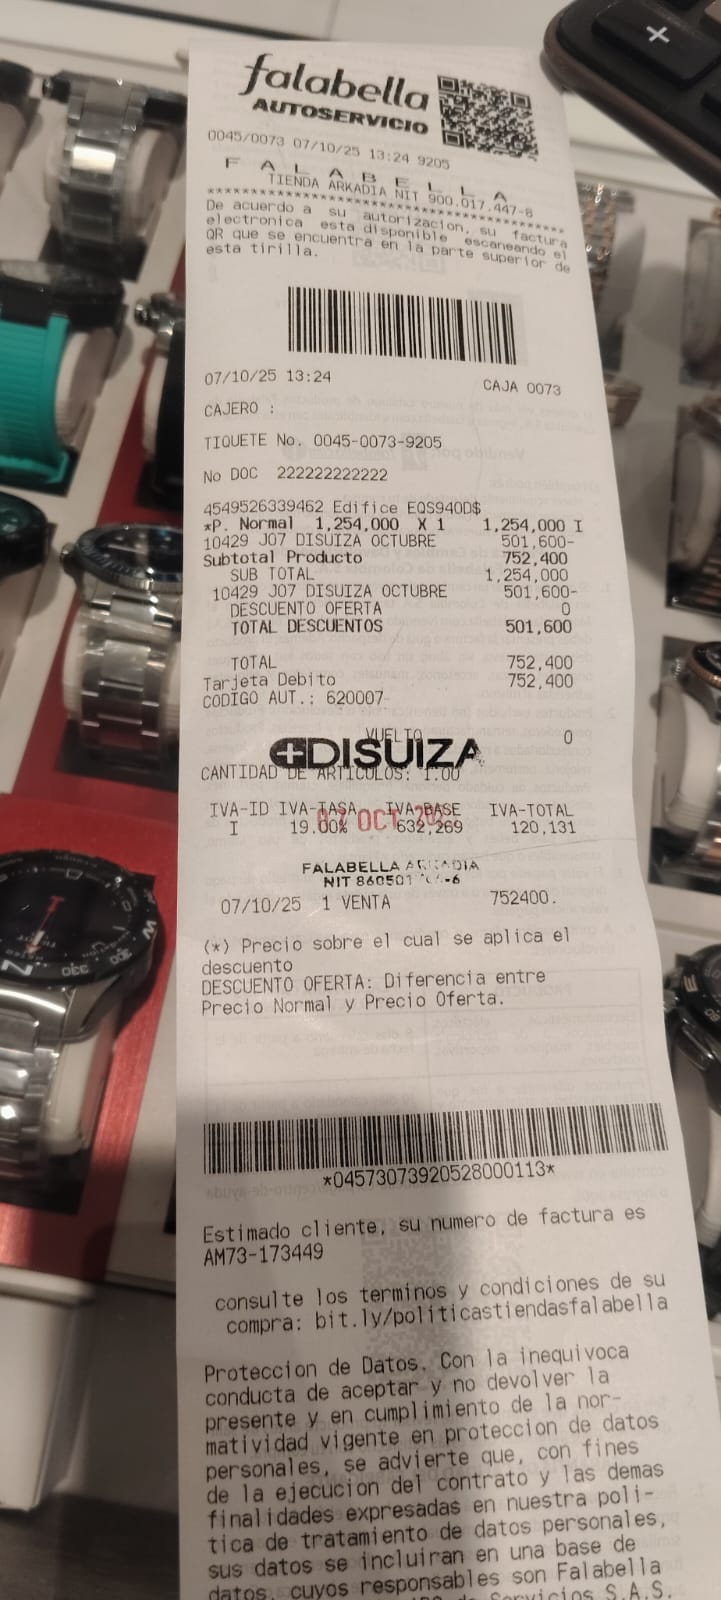 falabella
AUTOSERVICIO
0045/0073 07/10/25 13:24 9205
F A L A B E L L A
TIENDA ARKADIA NIT 900.017.447-8
****************************************
De acuerdo a su autorizacion, su factura
electronica esta disponible escaneando el
QR que se encuentra en la parte superior de
esta tirilla.
07/10/25 13:24 CAJA 0073
CAJERO :
TIQUETE No. 0045-0073-9205
No DOC 222222222222
4549526339462 Edifice EQS940D$
*P. Normal 1,254,000 X 1 1,254,000 I
10429 J07 DISUIZA OCTUBRE 501,600-
Subtotal Producto 752,400
SUB TOTAL 1,254,000
10429 J07 DISUIZA OCTUBRE 501,600-
DESCUENTO OFERTA 0
TOTAL DESCUENTOS 501,600
TOTAL 752,400
Tarjeta Debito 752,400
CODIGO AUT.: 620007
VUELTO 0
DISUIZA
CANTIDAD DE ARTICULOS: 1.00
IVA-ID IVA-TASA IVA-BASE IVA-TOTAL
07 OCT
I 19.00% 632,269 120,131
FALABELLA ARKADIA
NIT 860501
07/10/25 1 VENTA 752400.
(*) Precio sobre el cual se aplica el
descuento
DESCUENTO OFERTA: Diferencia entre
Precio Normal y Precio Oferta.
*04573073920528000113*
Estimado cliente, su numero de factura es
AM73-173449
consulte los terminos y condiciones de su
compra: bit.ly/politicastiendasfalabella
Proteccion de Datos. Con la inequivoca
conducta de aceptar y no devolver la
presente y en cumplimiento de la nor-
matividad vigente en proteccion de datos
personales, se advierte que, con fines
de la ejecucion del contrato y las demas
finalidades expresadas en nuestra poli-
tica de tratamiento de datos personales,
sus datos se incluiran en una base de
datos, cuyos responsables son Falabella
de Servicios S.A.S.